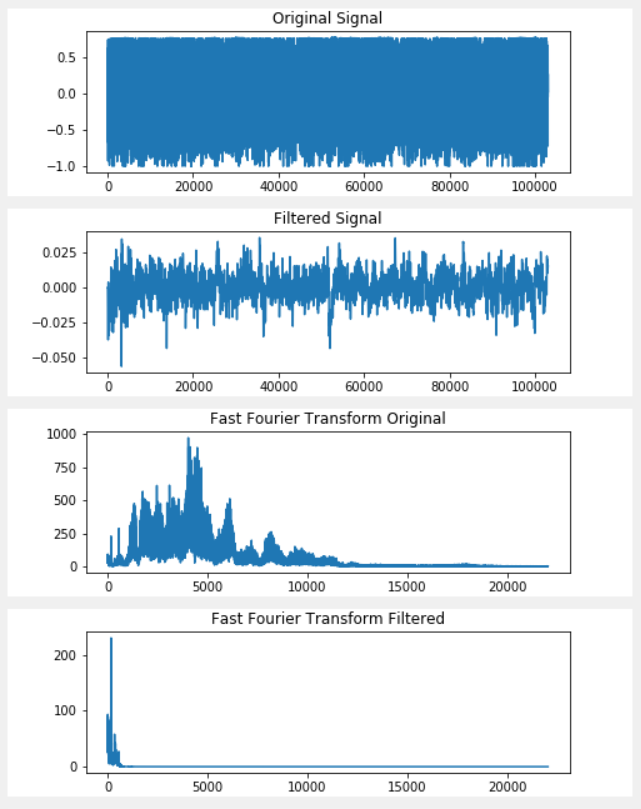 Original Signal
0.5
0.0
−0.5
−1.0
0 20000 40000 60000 80000 100000
Filtered Signal
0.025
0.000
−0.025
−0.050
0 20000 40000 60000 80000 100000
Fast Fourier Transform Original
1000
750
500
250
0
0 5000 10000 15000 20000
Fast Fourier Transform Filtered
200
100
0
0 5000 10000 15000 20000